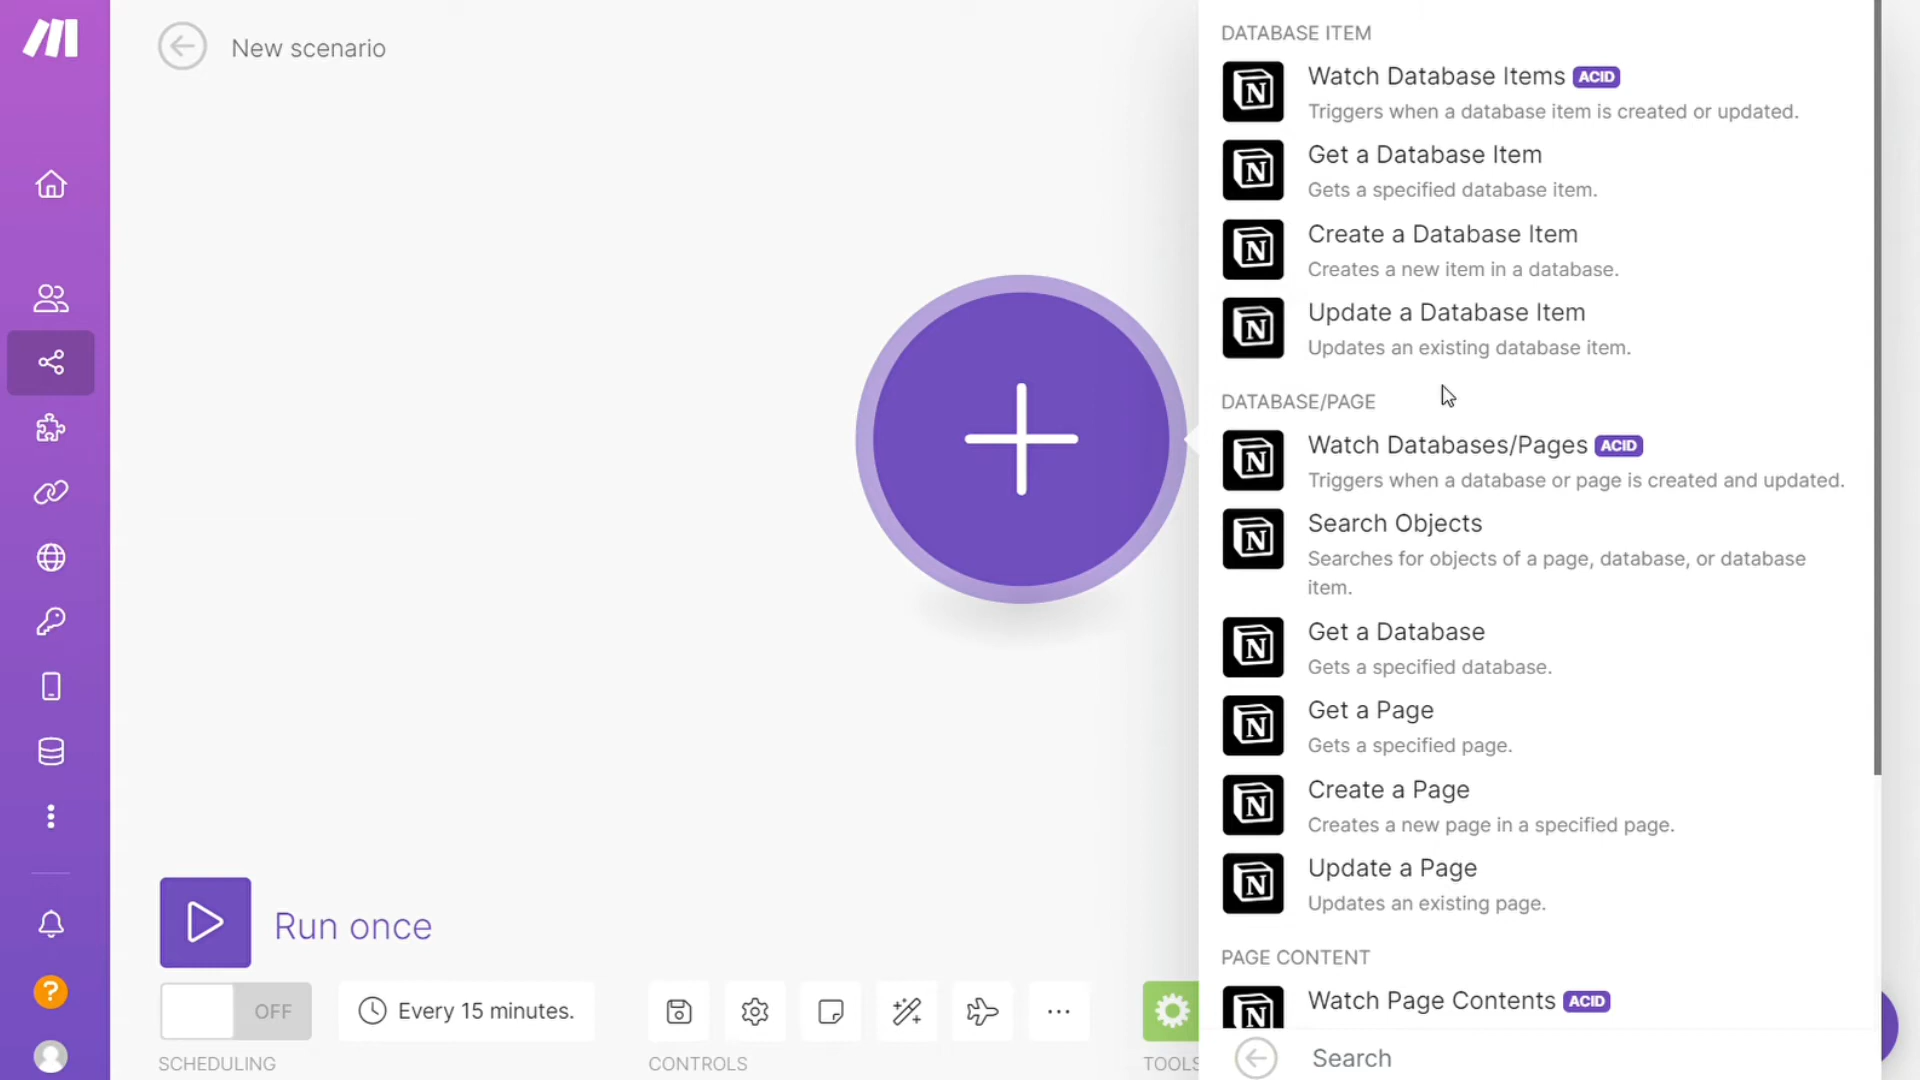 New scenario
DATABASE ITEM
Watch Database Items ACID
Triggers when a database item is created or updated.
Get a Database Item
Gets a specified database item.
Create a Database Item
Creates a new item in a database.
Update a Database Item
Updates an existing database item.
DATABASE/PAGE
Watch Databases/Pages ACID
Triggers when a database or page is created and updated.
Search Objects
Searches for objects of a page, database, or database
item.
Get a Database
Gets a specified database.
Get a Page
Gets a specified page.
Create a Page
Creates a new page in a specified page.
Update a Page
Updates an existing page.
PAGE CONTENT
Watch Page Contents ACID
Search
Run once
OFF
Every 15 minutes.
SCHEDULING
CONTROLS
TOOLS